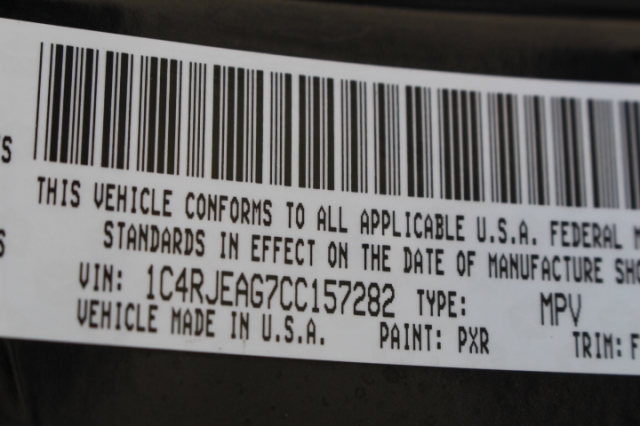 THIS VEHICLE CONFORMS TO ALL APPLICABLE U.S.A. FEDERAL M
STANDARDS IN EFFECT ON THE DATE OF MANUFACTURE SHO
VIN: 1C4RJEAG7CC157282 TYPE: MPV
VEHICLE MADE IN U.S.A. PAINT: PXR TRIM: F